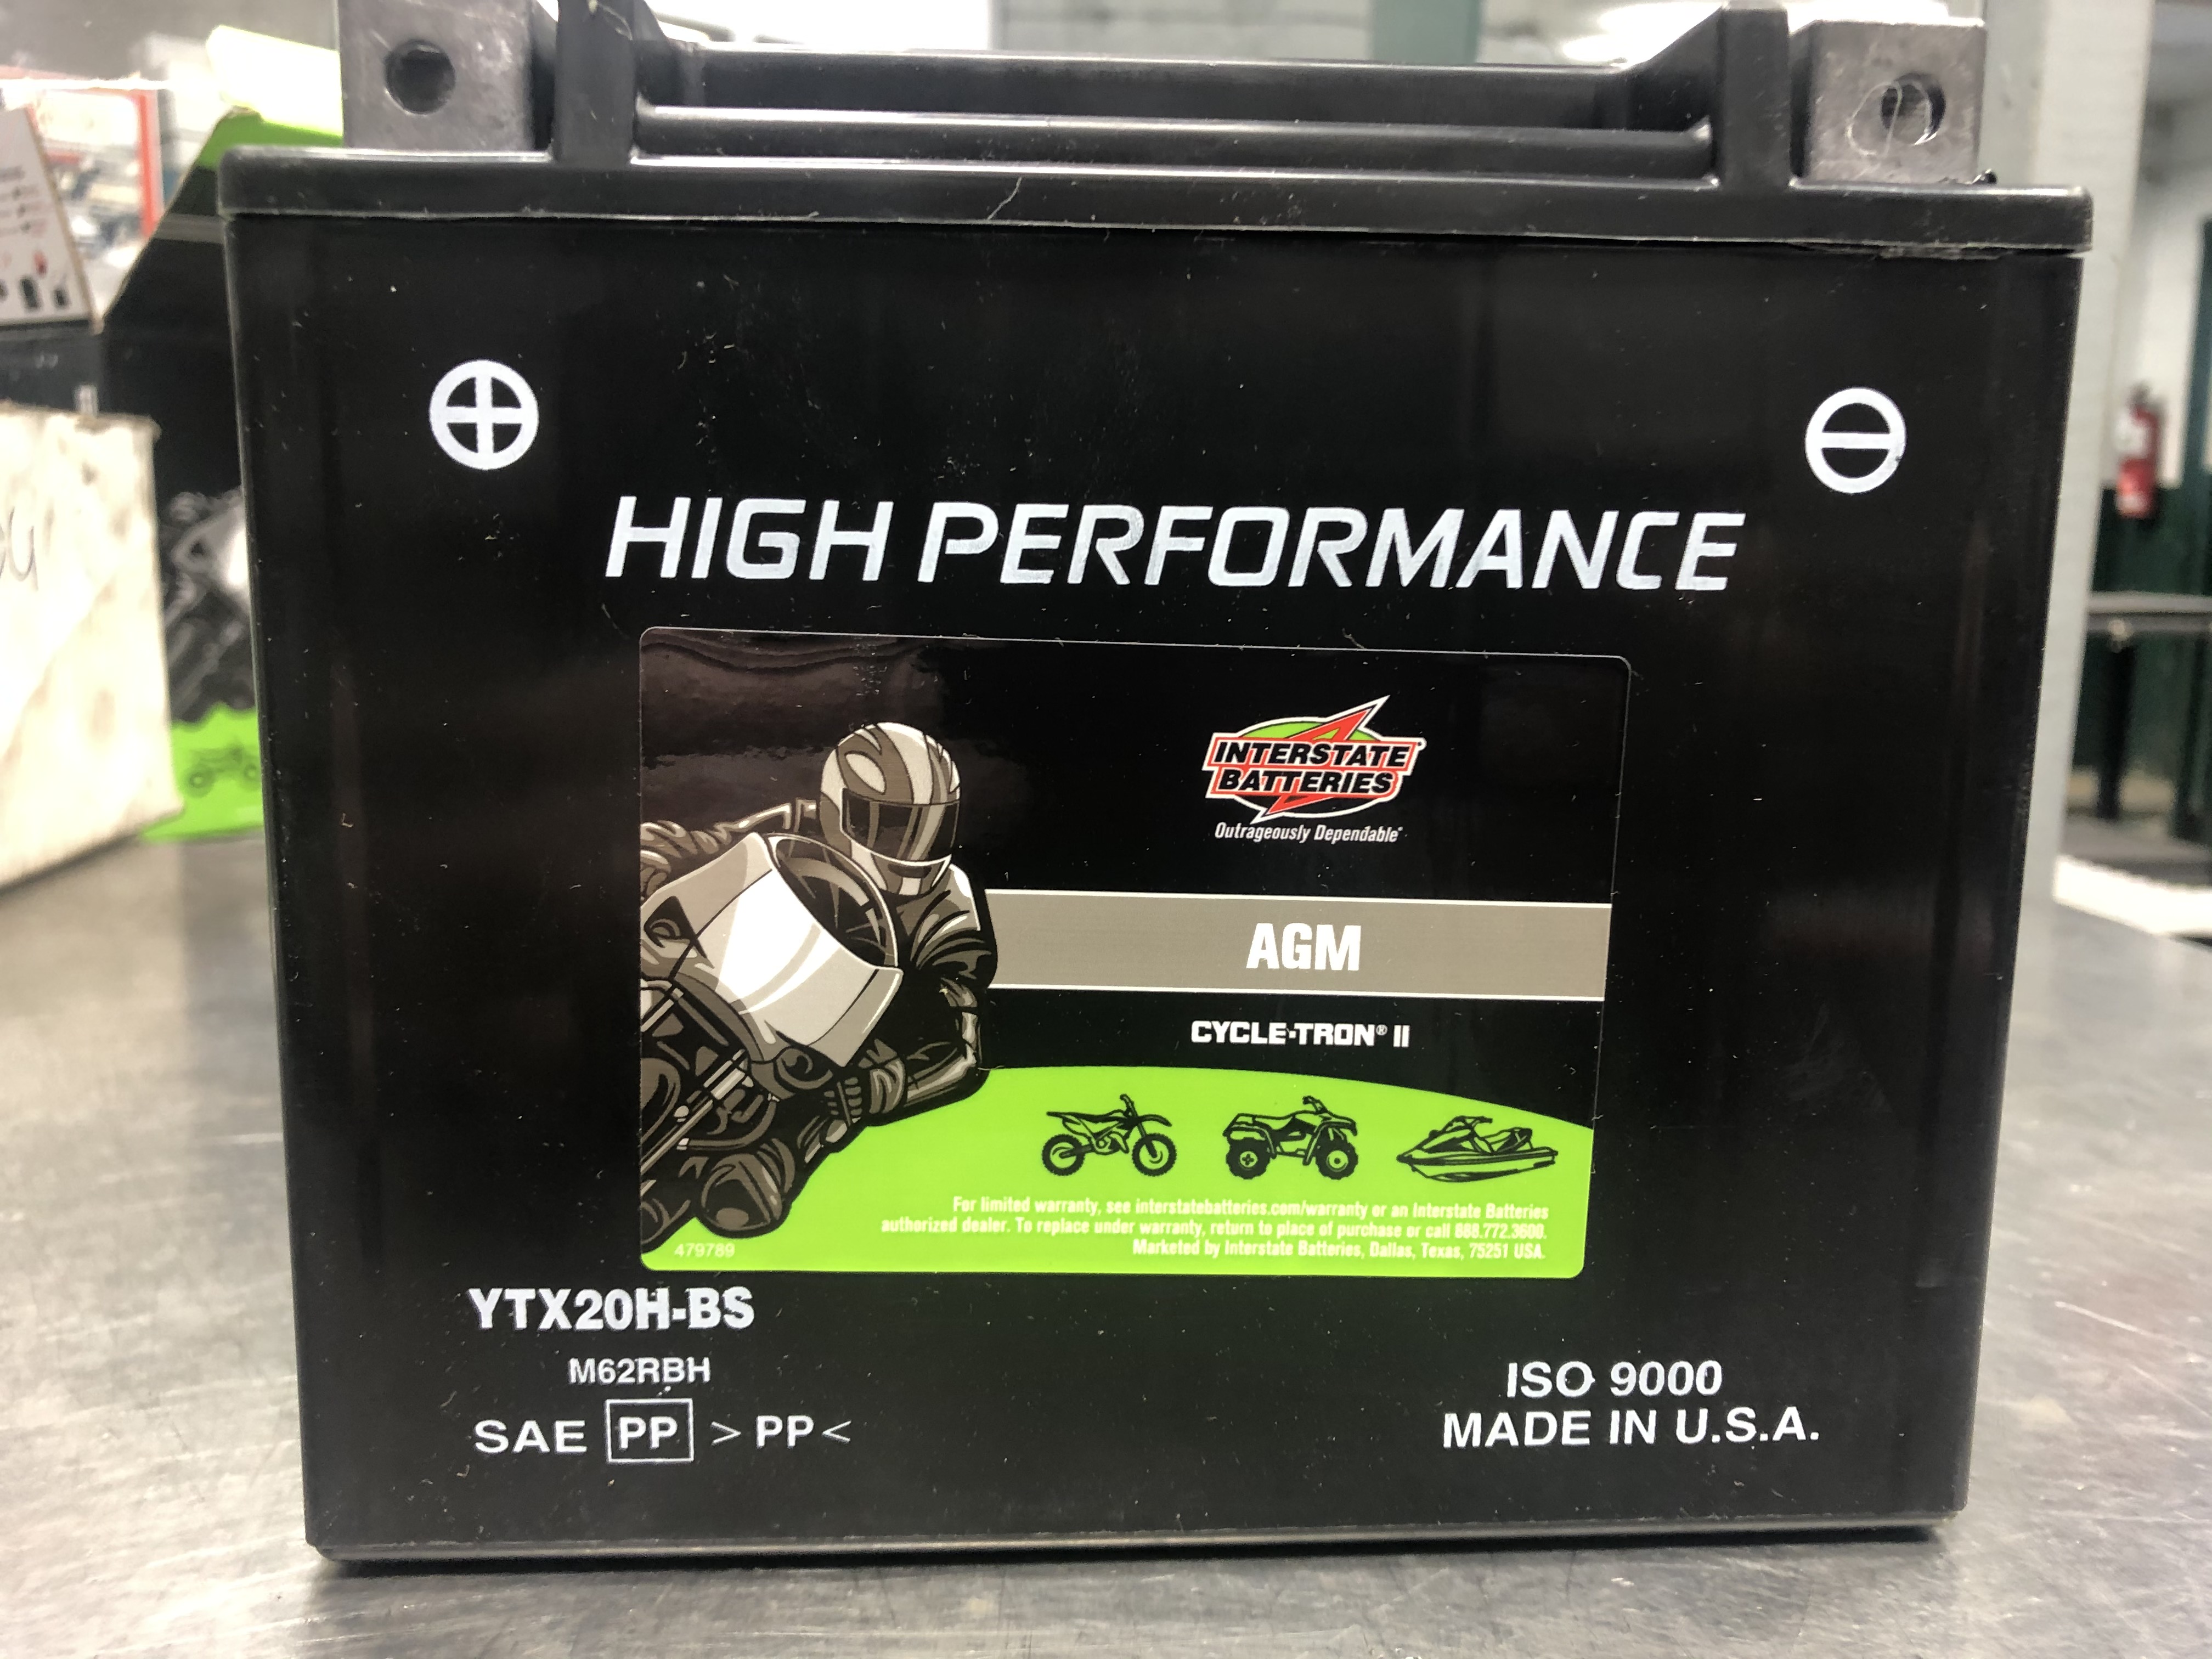 HIGH PERFORMANCE
INTERSTATE
BATTERIES
Outrageously Dependable®
AGM
CYCLE-TRON® II
For limited warranty, see interstatebatteries.com/warranty or an Interstate Batteries
authorized dealer. To replace under warranty, return to place of purchase or call 888.772.3600.
Marketed by Interstate Batteries, Dallas, Texas, 75251 USA.
479789
YTX20H-BS
M62RBH
SAE PP >PP<
ISO 9000
MADE IN U.S.A.